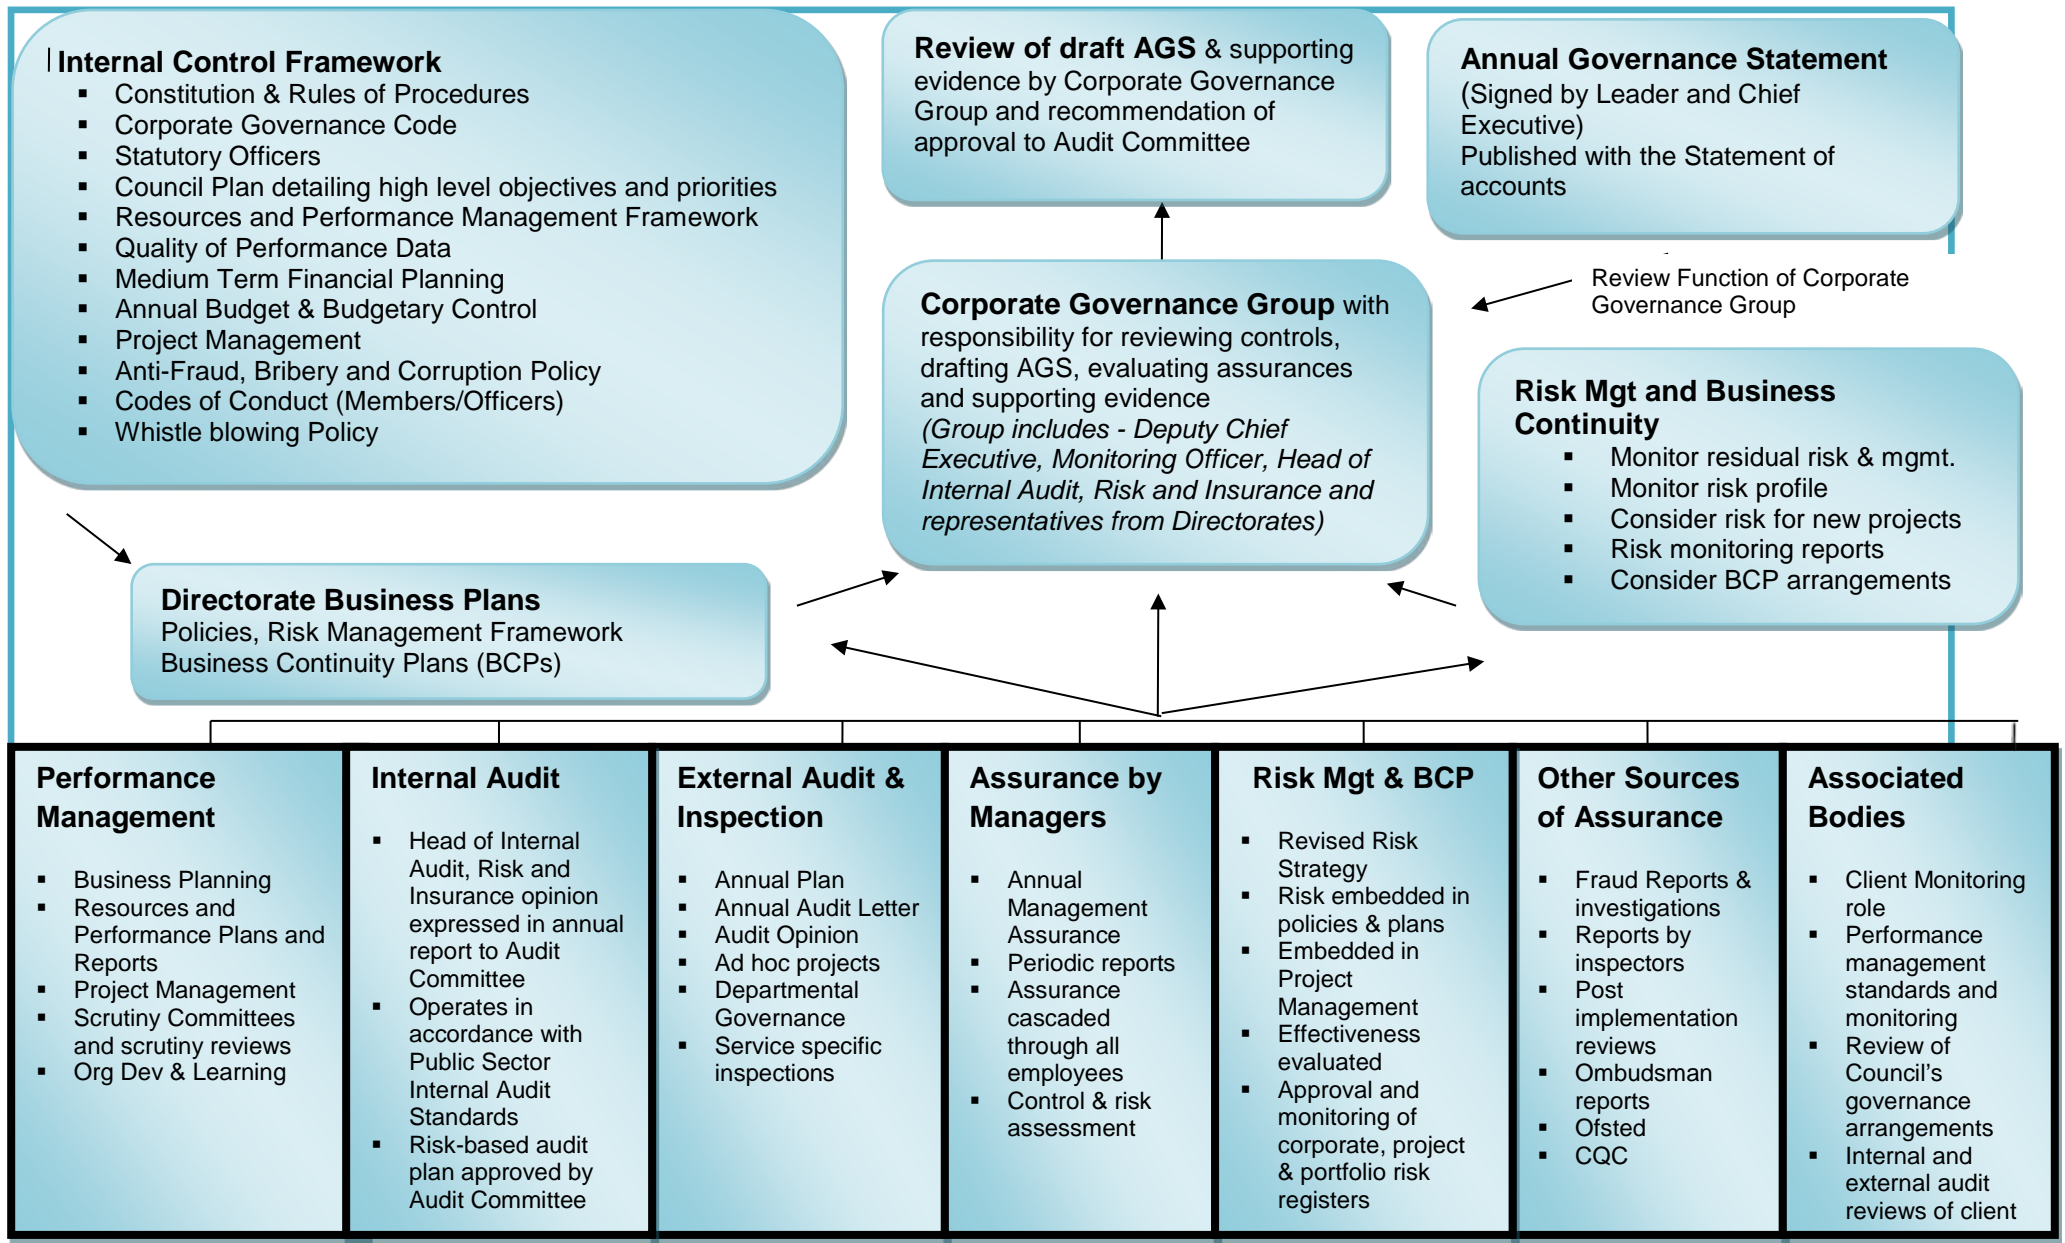 Internal Control Framework
▪ Constitution & Rules of Procedures
▪ Corporate Governance Code
▪ Statutory Officers
▪ Council Plan detailing high level objectives and priorities
▪ Resources and Performance Management Framework
▪ Quality of Performance Data
▪ Medium Term Financial Planning
▪ Annual Budget & Budgetary Control
▪ Project Management
▪ Anti-Fraud, Bribery and Corruption Policy
▪ Codes of Conduct (Members/Officers)
▪ Whistle blowing Policy
Review of draft AGS & supporting
evidence by Corporate Governance
Group and recommendation of
approval to Audit Committee
Annual Governance Statement
(Signed by Leader and Chief
Executive)
Published with the Statement of
accounts
Review Function of Corporate
Governance Group
Corporate Governance Group with
responsibility for reviewing controls,
drafting AGS, evaluating assurances
and supporting evidence
(Group includes - Deputy Chief
Executive, Monitoring Officer, Head of
Internal Audit, Risk and Insurance and
representatives from Directorates)
Risk Mgt and Business
Continuity
▪ Monitor residual risk & mgmt.
▪ Monitor risk profile
▪ Consider risk for new projects
▪ Risk monitoring reports
▪ Consider BCP arrangements
Directorate Business Plans
Policies, Risk Management Framework
Business Continuity Plans (BCPs)
Performance
Management
▪ Business Planning
▪ Resources and
Performance Plans and
Reports
▪ Project Management
▪ Scrutiny Committees
and scrutiny reviews
▪ Org Dev & Learning
Internal Audit
▪ Head of Internal
Audit, Risk and
Insurance opinion
expressed in annual
report to Audit
Committee
▪ Operates in
accordance with
Public Sector
Internal Audit
Standards
▪ Risk-based audit
plan approved by
Audit Committee
External Audit &
Inspection
▪ Annual Plan
▪ Annual Audit Letter
▪ Audit Opinion
▪ Ad hoc projects
▪ Departmental
Governance
▪ Service specific
inspections
Assurance by
Managers
▪ Annual
Management
Assurance
▪ Periodic reports
▪ Assurance
cascaded
through all
employees
▪ Control & risk
assessment
Risk Mgt & BCP
▪ Revised Risk
Strategy
▪ Risk embedded in
policies & plans
▪ Embedded in
Project
Management
▪ Effectiveness
evaluated
▪ Approval and
monitoring of
corporate, project
& portfolio risk
registers
Other Sources
of Assurance
▪ Fraud Reports &
investigations
▪ Reports by
inspectors
▪ Post
implementation
reviews
▪ Ombudsman
reports
▪ Ofsted
▪ CQC
Associated
Bodies
▪ Client Monitoring
role
▪ Performance
management
standards and
monitoring
▪ Review of
Council’s
governance
arrangements
▪ Internal and
external audit
reviews of client